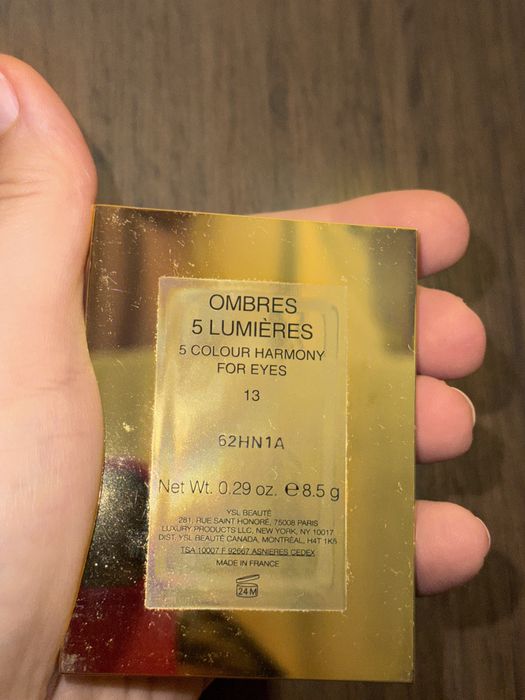 OMBRES
5 LUMIÈRES
5 COLOUR HARMONY
FOR EYES
13
62HN1A
Net Wt. 0.29 oz. ℮8.5 g
YSL BEAUTÉ
281, RUE SAINT HONORÉ, 75008 PARIS
LUXURY PRODUCTS LLC, NEW YORK, NY 10017
DIST. YSL BEAUTÉ CANADA, MONTRÉAL, H4T 1K5
TSA 10007 F 92667 ASNIERES CEDEX
MADE IN FRANCE
24 M